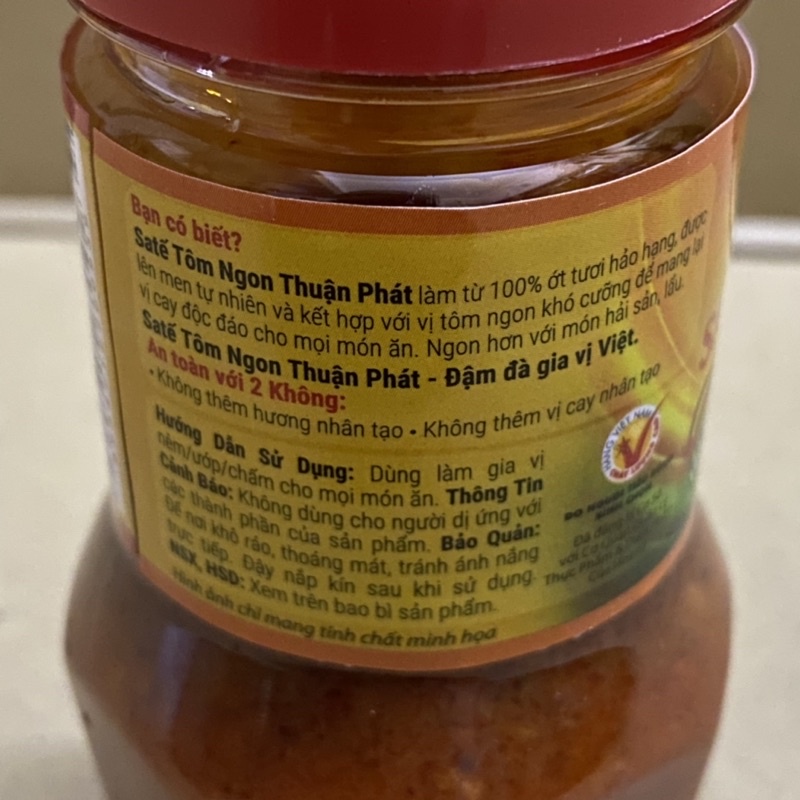 Bạn có biết?
Satế Tôm Ngon Thuận Phát làm từ 100% ớt tươi hảo hạng, được
lên men tự nhiên và kết hợp với vị tôm ngon khó cưỡng để mang lại
vị cay độc đáo cho mọi món ăn. Ngon hơn với món hải sản, lẩu.
Satế Tôm Ngon Thuận Phát - Đậm đà gia vị Việt.
An toàn với 2 Không:
• Không thêm hương nhân tạo • Không thêm vị cay nhân tạo
Hướng Dẫn Sử Dụng: Dùng làm gia vị
nêm/ướp/chấm cho mọi món ăn. Thông Tin
Cảnh Báo: Không dùng cho người dị ứng với
các thành phần của sản phẩm. Bảo Quản:
Để nơi khô ráo, thoáng mát, tránh ánh nắng
trực tiếp. Đậy nắp kín sau khi sử dụng.
NSX, HSD: Xem trên bao bì sản phẩm.
Hình ảnh chỉ mang tính chất minh họa
HÀNG VIỆT NAM